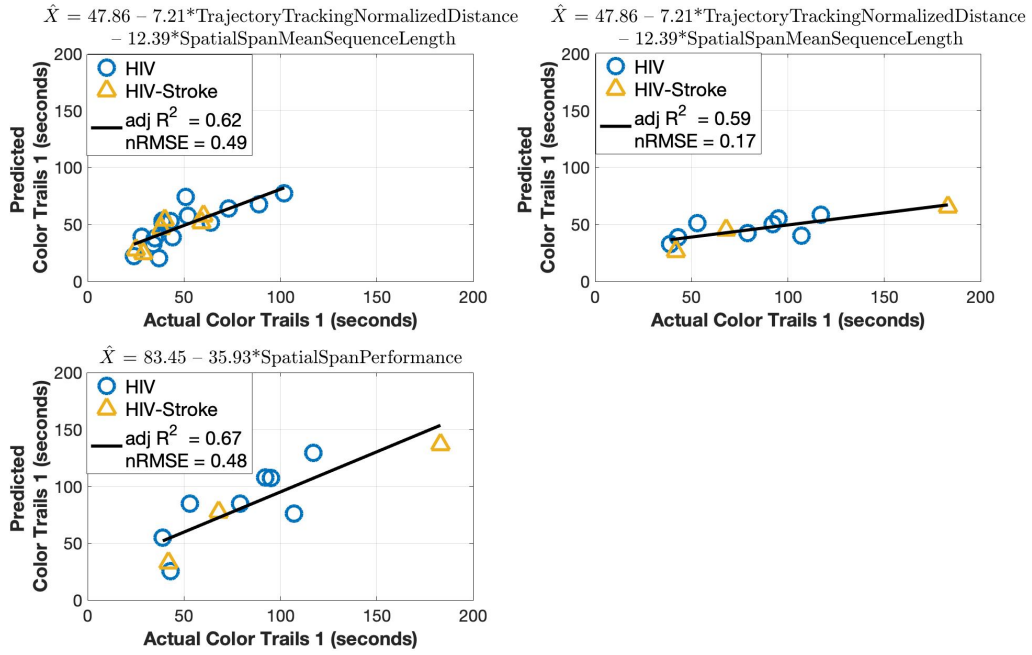 X̂ = 47.86 – 7.21*TrajectoryTrackingNormalizedDistance
– 12.39*SpatialSpanMeanSequenceLength
200
150
100
50
0
Predicted
Color Trails 1 (seconds)
HIV
HIV-Stroke
adj R² = 0.62
nRMSE = 0.49
0 50 100 150 200
Actual Color Trails 1 (seconds)
X̂ = 47.86 – 7.21*TrajectoryTrackingNormalizedDistance
– 12.39*SpatialSpanMeanSequenceLength
200
150
100
50
0
Predicted
Color Trails 1 (seconds)
HIV
HIV-Stroke
adj R² = 0.59
nRMSE = 0.17
0 50 100 150 200
Actual Color Trails 1 (seconds)
X̂ = 83.45 – 35.93*SpatialSpanPerformance
200
150
100
50
0
Predicted
Color Trails 1 (seconds)
HIV
HIV-Stroke
adj R² = 0.67
nRMSE = 0.48
0 50 100 150 200
Actual Color Trails 1 (seconds)